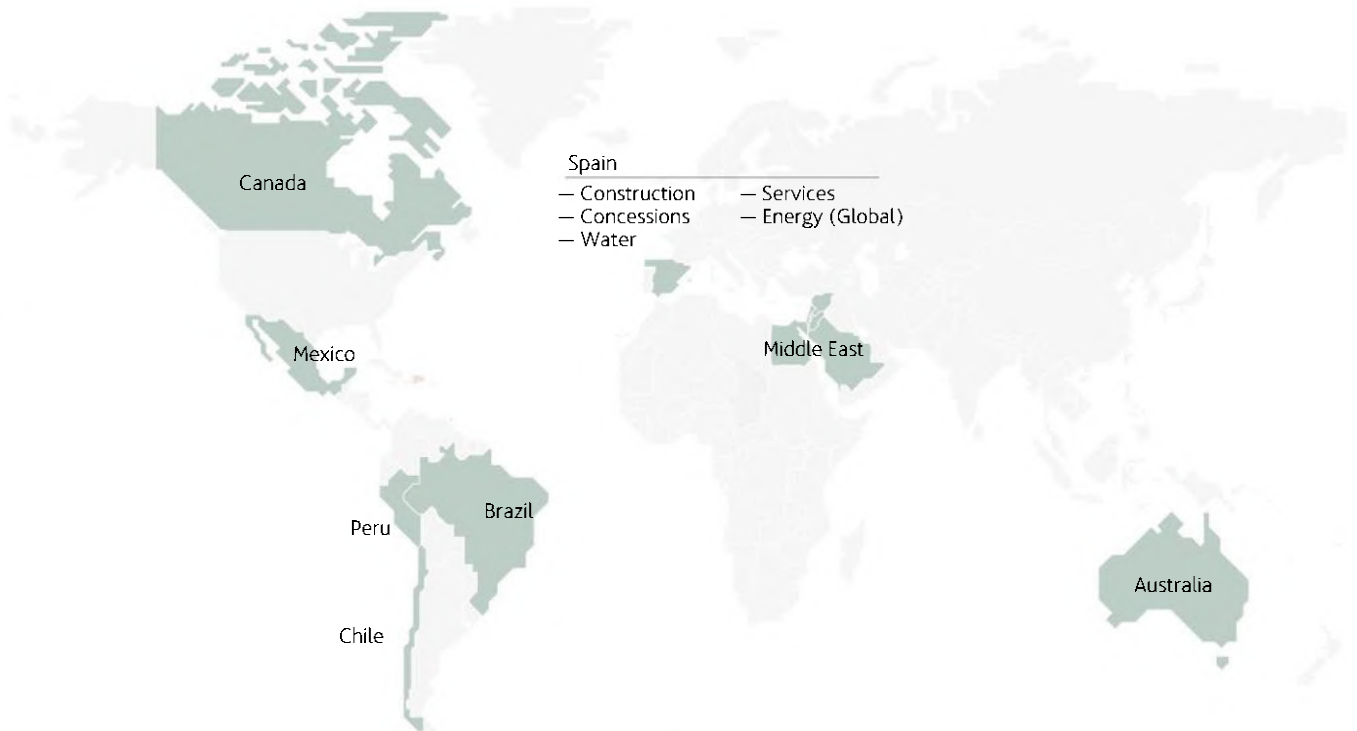 Canada
Spain
— Construction
— Concessions
— Water
— Services
— Energy (Global)
Mexico
Middle East
Brazil
Peru
Australia
Chile